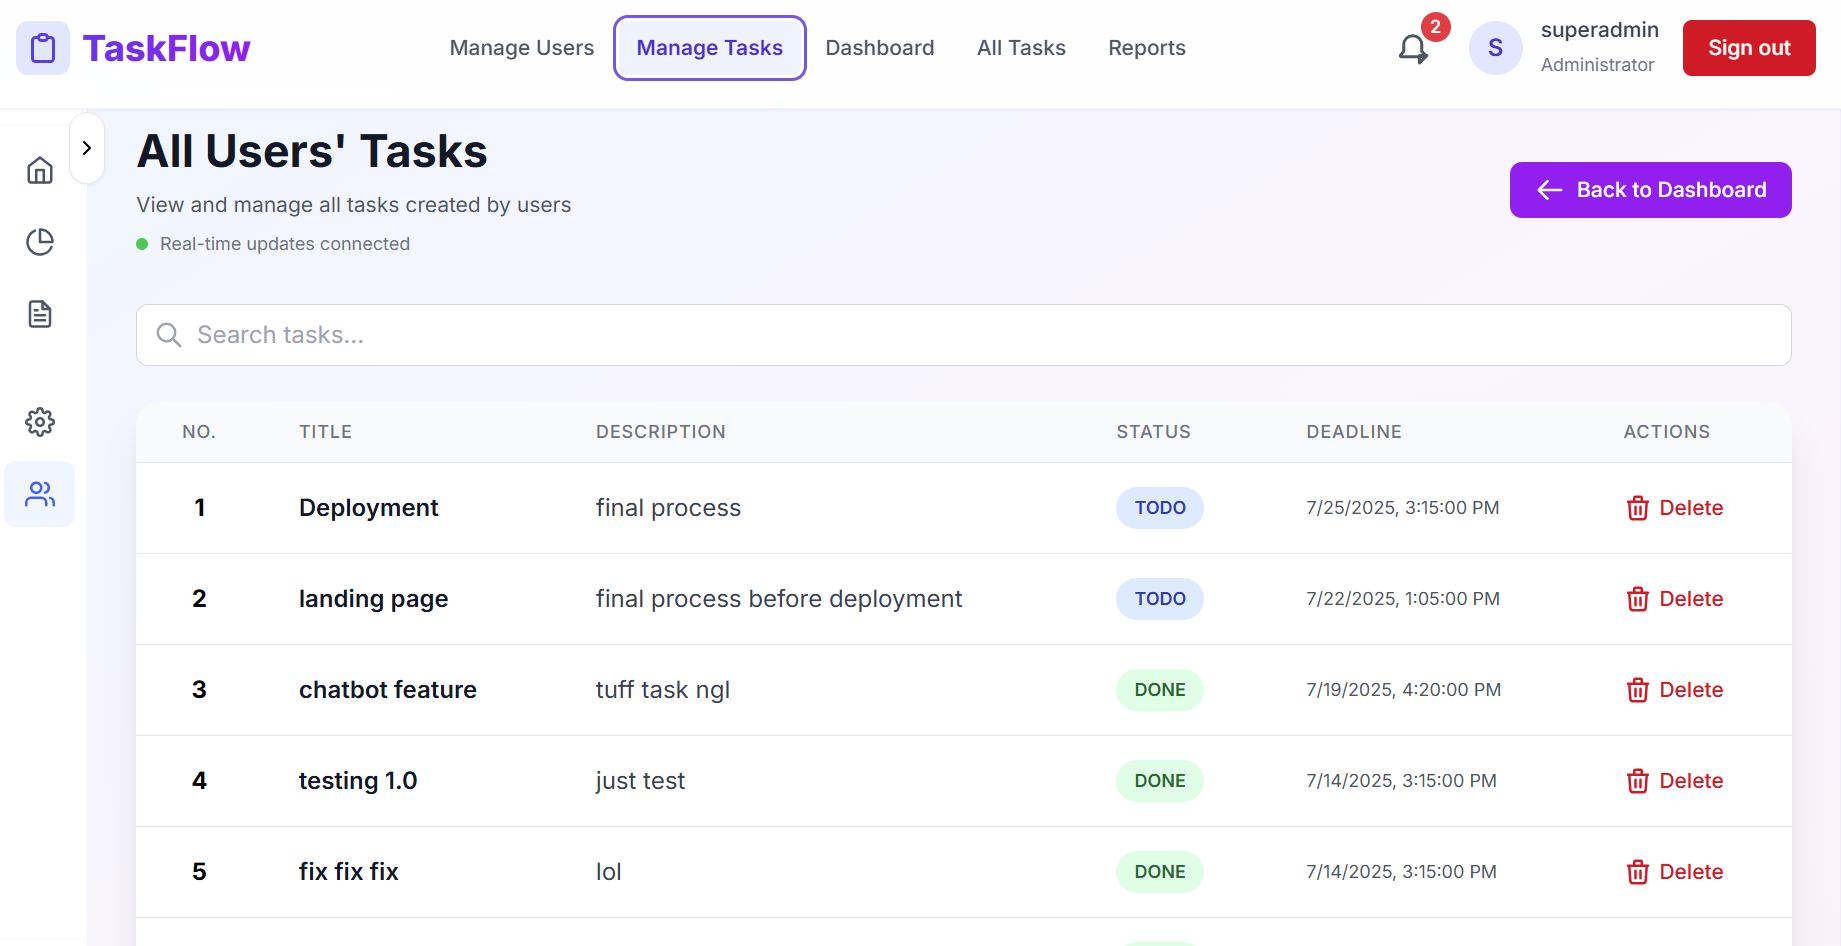 TaskFlow
Manage Users
Manage Tasks
Dashboard
All Tasks
Reports
2
S
superadmin
Administrator
Sign out
All Users' Tasks
View and manage all tasks created by users
Real-time updates connected
Back to Dashboard
Search tasks...
NO. TITLE DESCRIPTION STATUS DEADLINE ACTIONS
1 Deployment final process TODO 7/25/2025, 3:15:00 PM Delete
2 landing page final process before deployment TODO 7/22/2025, 1:05:00 PM Delete
3 chatbot feature tuff task ngl DONE 7/19/2025, 4:20:00 PM Delete
4 testing 1.0 just test DONE 7/14/2025, 3:15:00 PM Delete
5 fix fix fix lol DONE 7/14/2025, 3:15:00 PM Delete